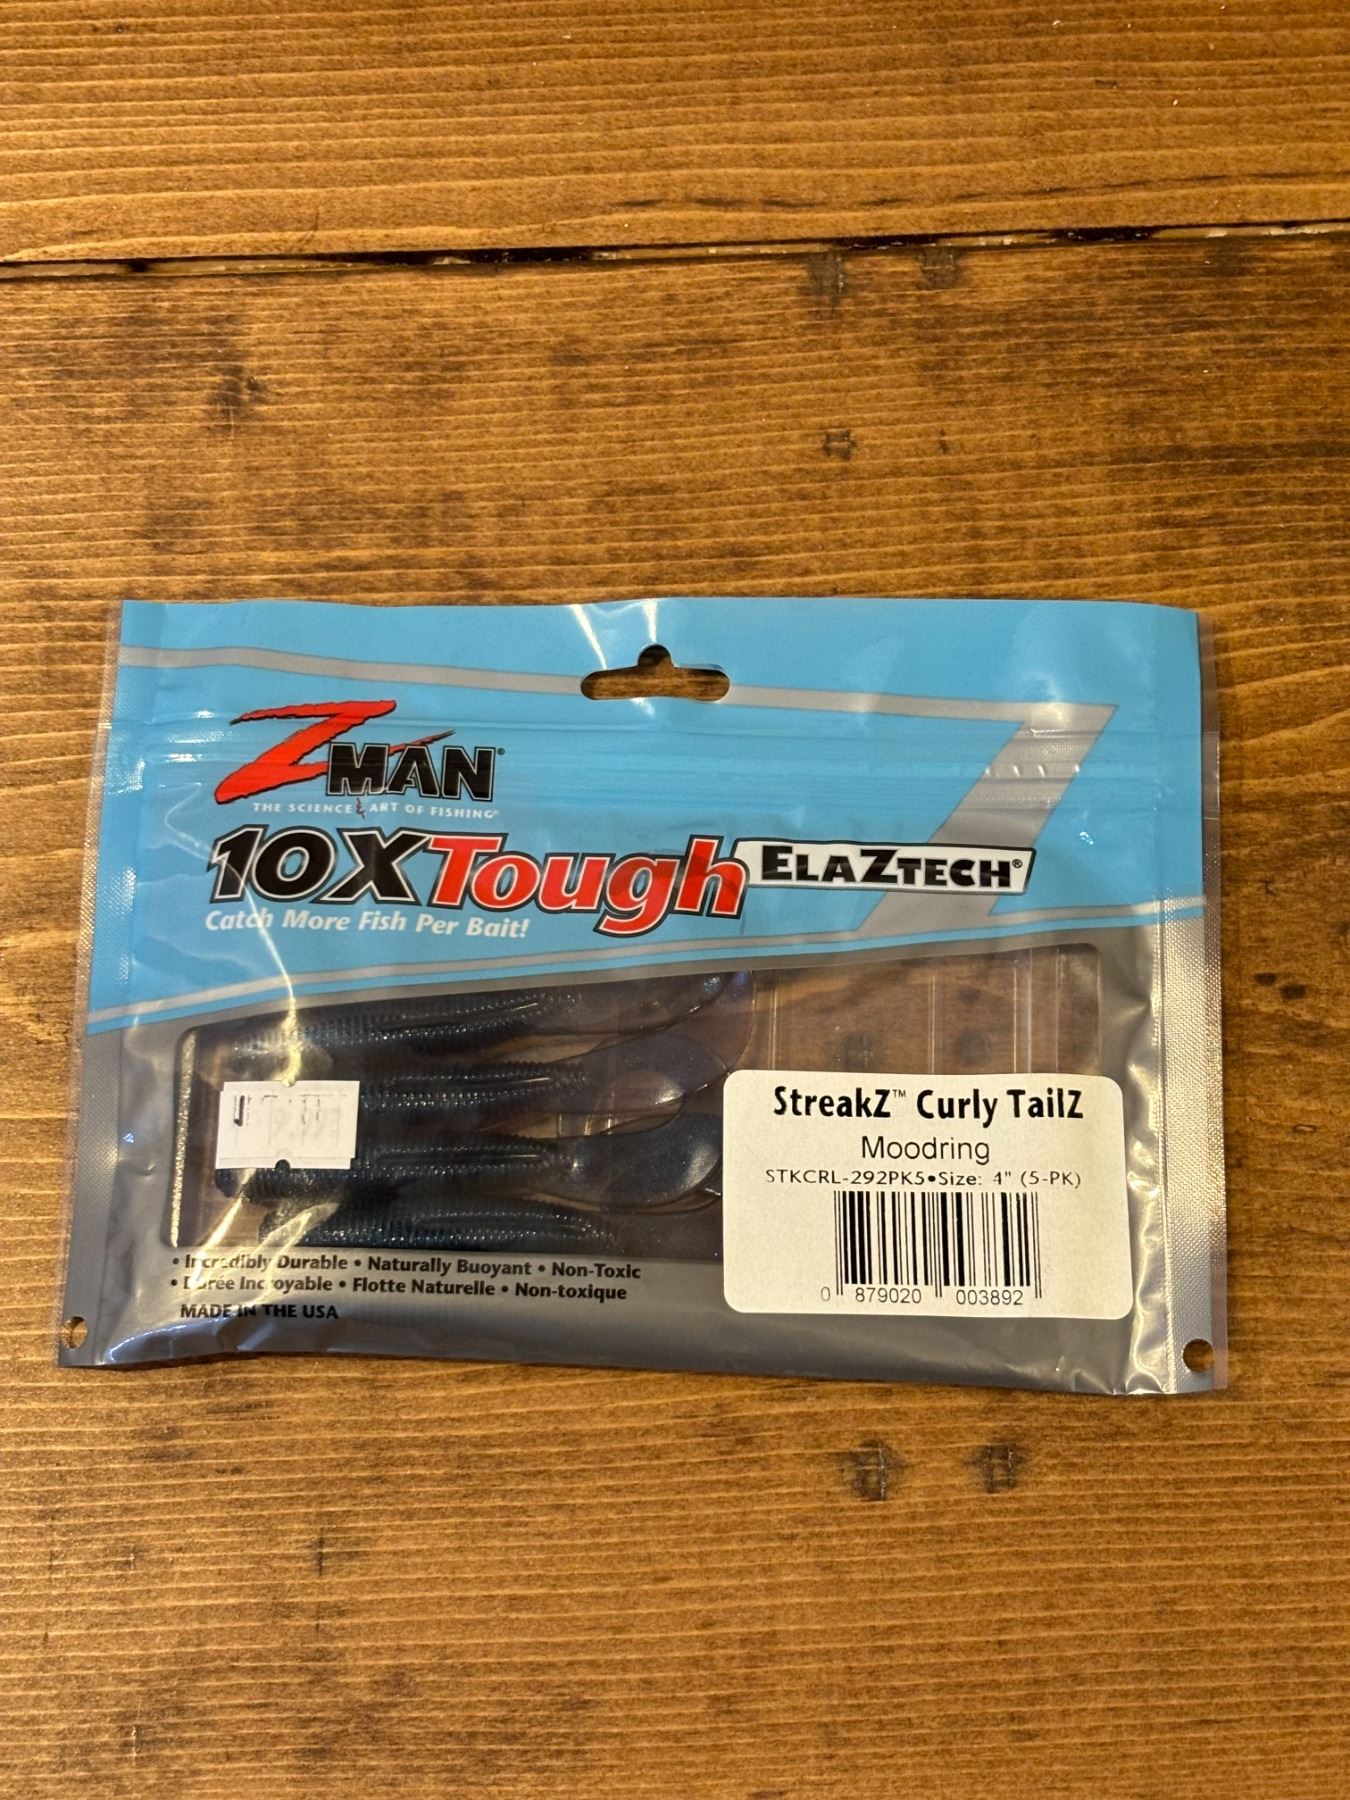 ZMAN®
THE SCIENCE & ART OF FISHING®
10X Tough ELAZTECH®
Catch More Fish Per Bait!
StreakZ™ Curly TailZ
Moodring
STKCRL-292PK5•Size: 4" (5-PK)
0 879020 003892
• Incredibly Durable • Naturally Buoyant • Non-Toxic
• Durée Incroyable • Flotte Naturelle • Non-toxique
MADE IN THE USA